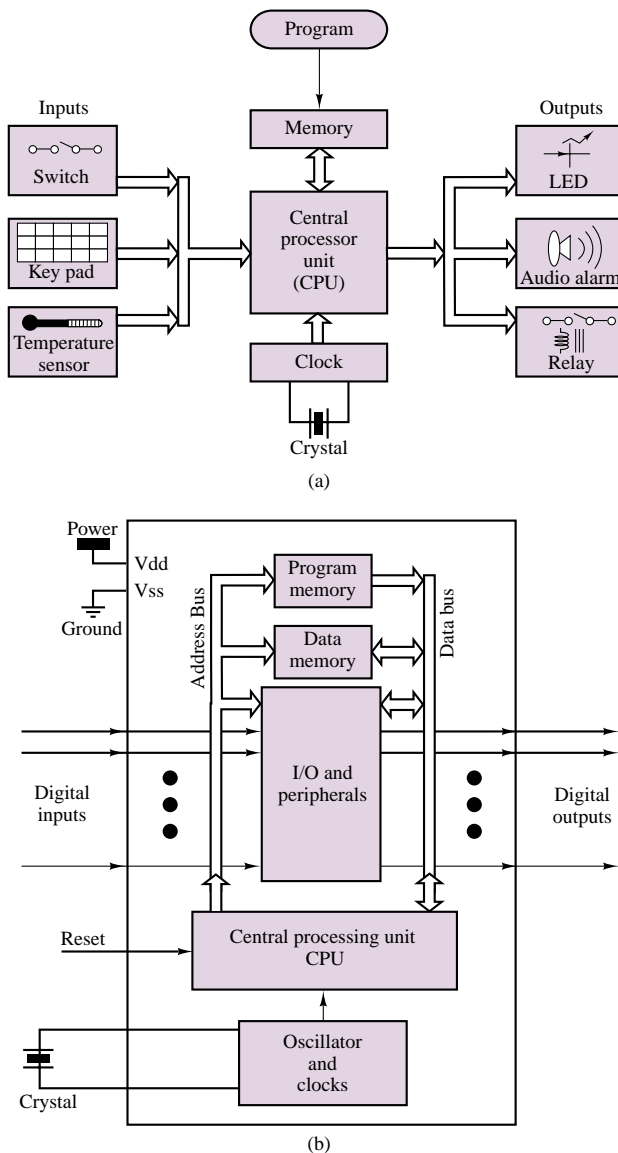 Program
Inputs
Outputs
Memory
Switch
LED
Central
processor
unit
(CPU)
Key pad
Audio alarm
Temperature
sensor
Clock
Relay
Crystal
(a)
Power
Vdd
Vss
Ground
Address Bus
Program
memory
Data bus
Data
memory
I/O and
peripherals
Digital
inputs
Digital
outputs
Reset
Central processing unit
CPU
Oscillator
and
clocks
Crystal
(b)